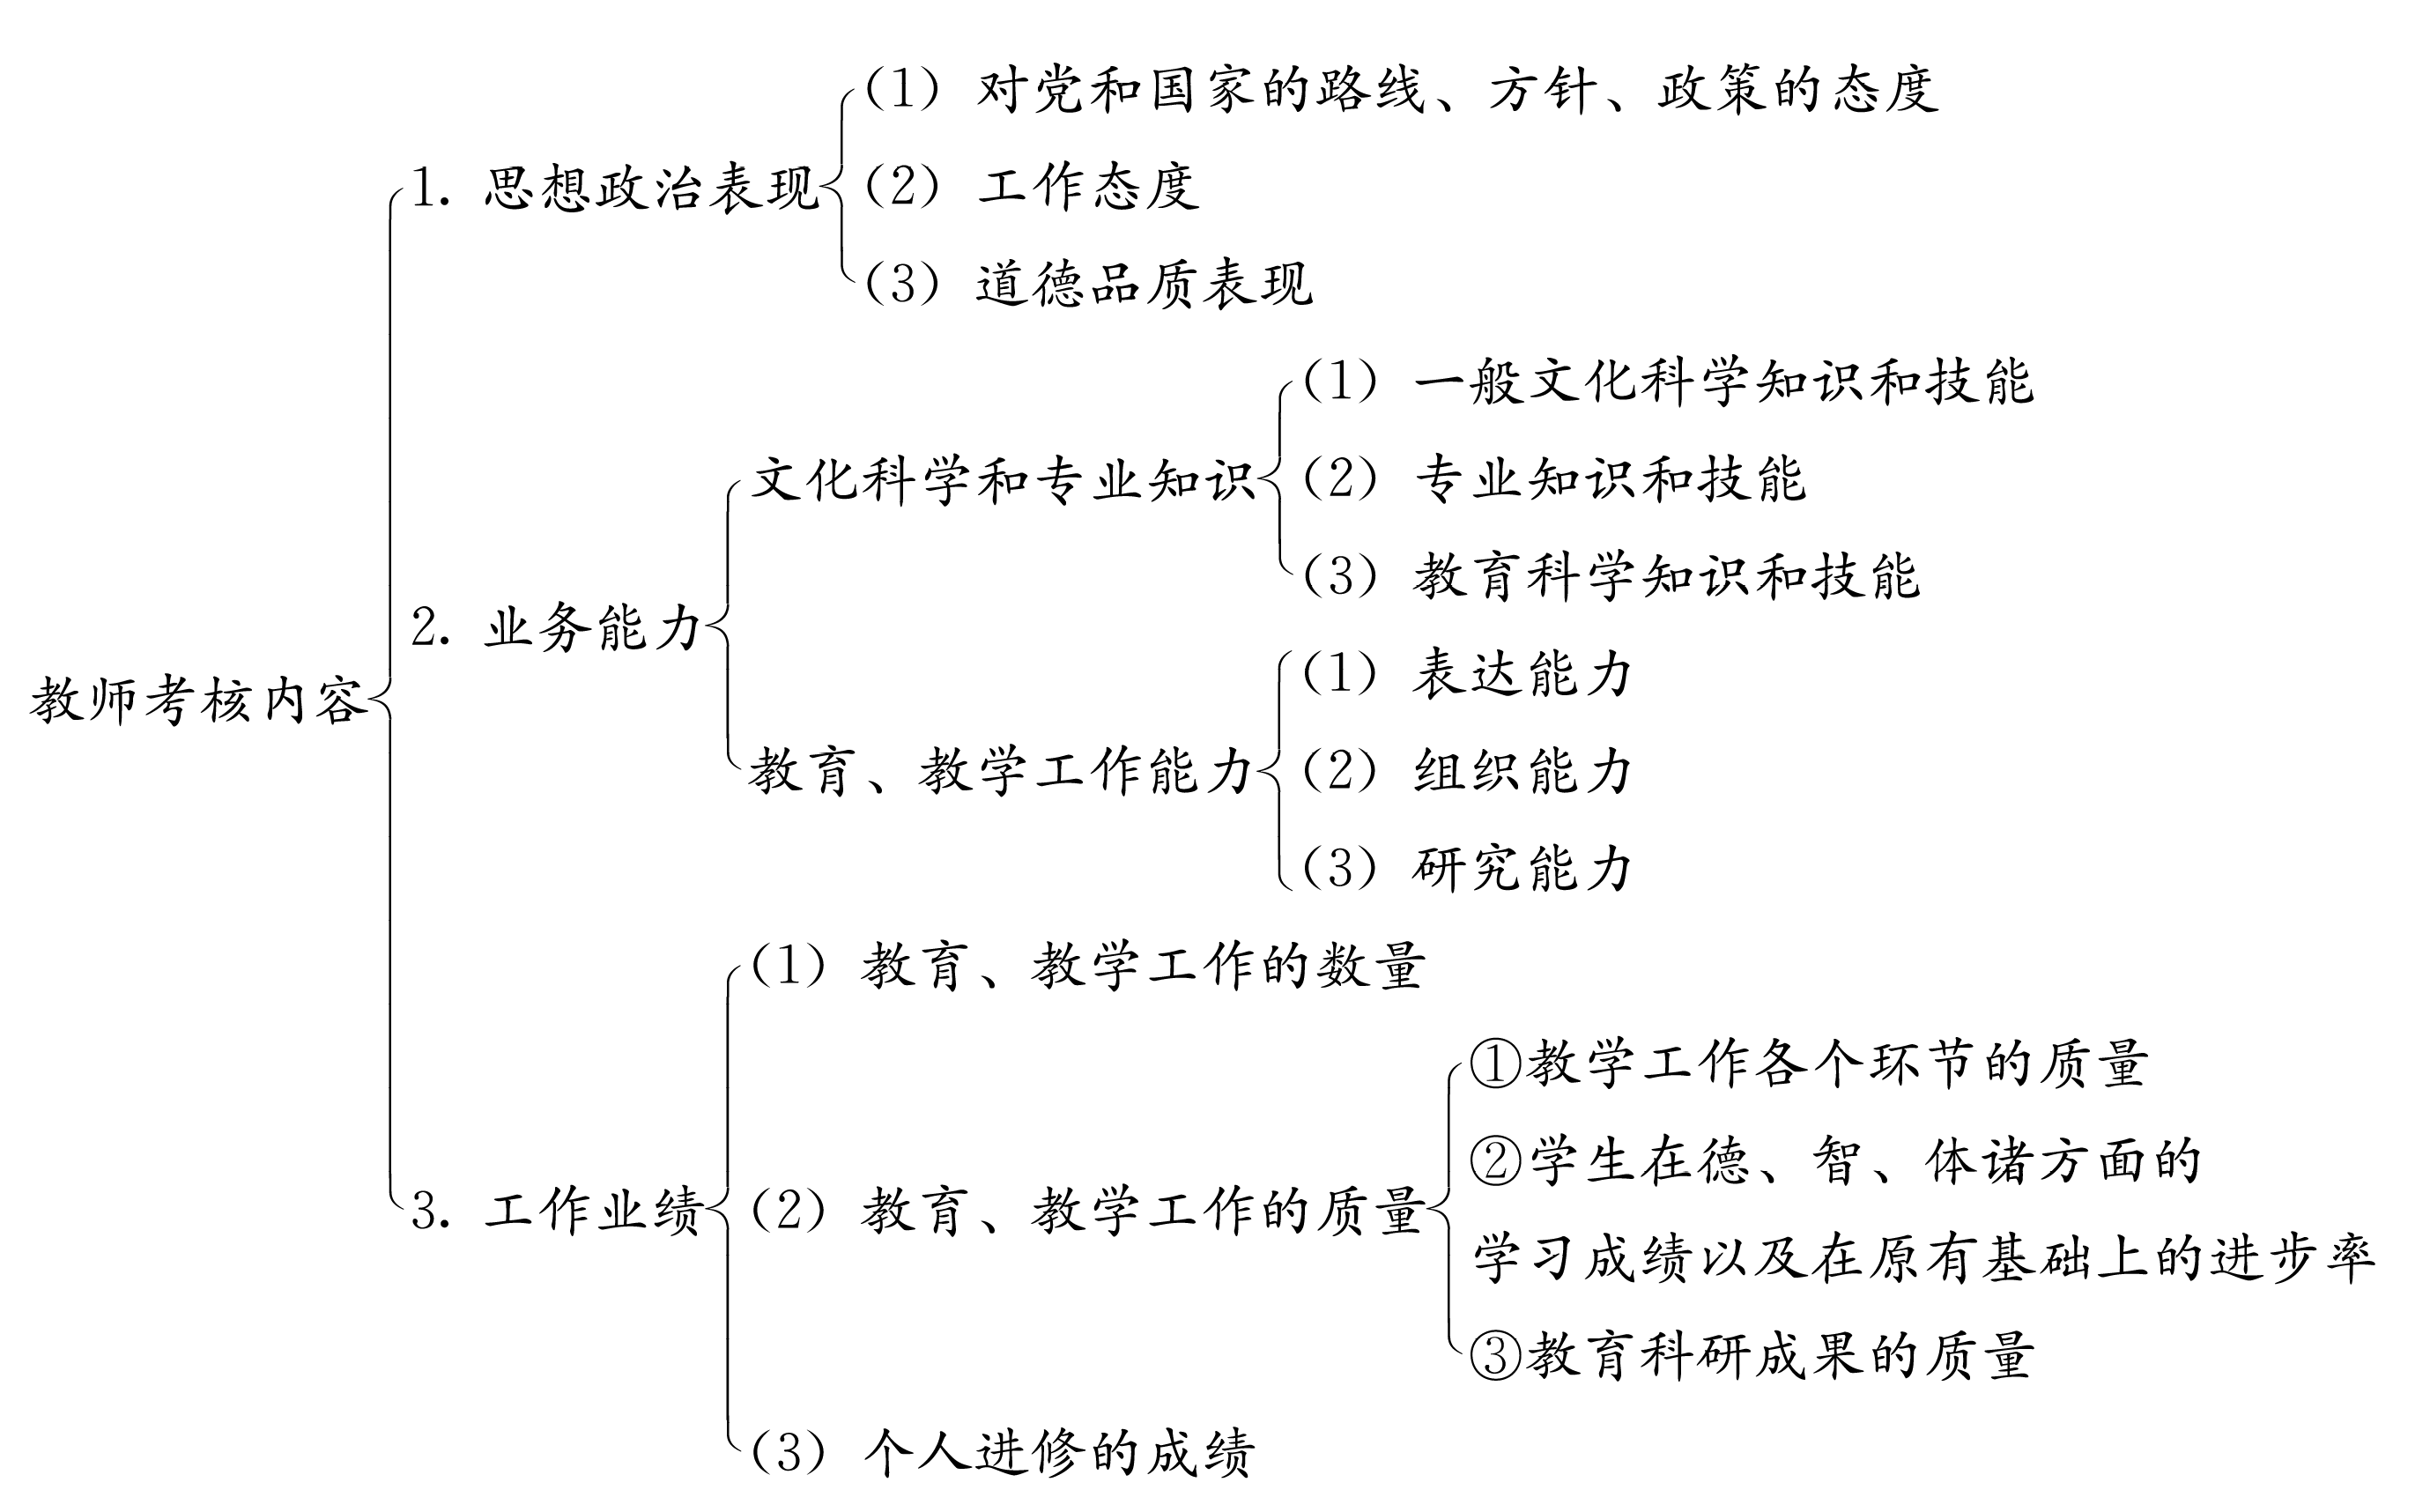 (1) 对党和国家的路线、方针、政策的态度
1. 思想政治表现
(2) 工作态度
(3) 道德品质表现
(1) 一般文化科学知识和技能
文化科学和专业知识
(2) 专业知识和技能
(3) 教育科学知识和技能
2. 业务能力
(1) 表达能力
教师考核内容
教育、教学工作能力
(2) 组织能力
(3) 研究能力
(1) 教育、教学工作的数量
①教学工作各个环节的质量
②学生在德、智、体诸方面的
3. 工作业绩
(2) 教育、教学工作的质量
学习成绩以及在原有基础上的进步率
③教育科研成果的质量
(3) 个人进修的成绩